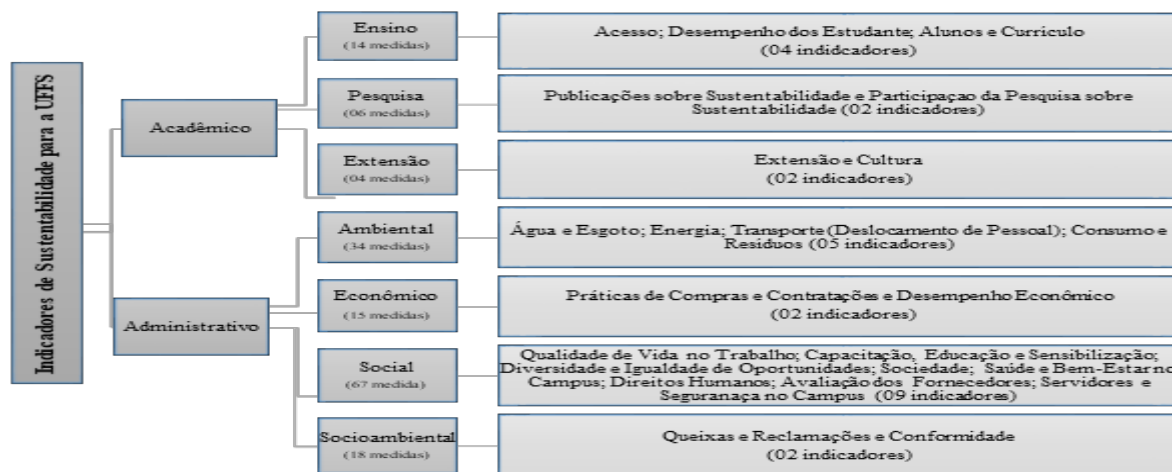 Indicadores de Sustentabilidade para a UFFS
Acadêmico
Ensino
(14 medidas)
Acesso; Desempenho dos Estudante; Alunos e Curriculo
(04 indidcadores)
Pesquisa
(06 medidas)
Publicações sobre Sustentabilidade e Participaçao da Pesquisa sobre
Sustentabilidade (02 indicadores)
Extensão
(04 medidas)
Extensão e Cultura
(02 indicadores)
Administrativo
Ambiental
(34 medidas)
Água e Esgoto; Energia; Transporte (Deslocamento de Pessoal); Consumo e
Residuos (05 indicadores)
Econômico
(15 medidas)
Práticas de Compras e Contratações e Desempenho Econômico
(02 indicadores)
Social
(67 medida)
Qualidade de Vida no Trabalho; Capacitação, Educação e Sensibilização;
Diversidade e Igualdade de Oportunidades; Sociedade; Saúde e Bem-Estar no
Campus; Direitos Humanos; Avaliação dos Fornecedores; Servidores e
Seguranaça no Campus (09 indicadores)
Socioambiental
(18 medidas)
Queixas e Reclamações e Conformidade
(02 indicadores)